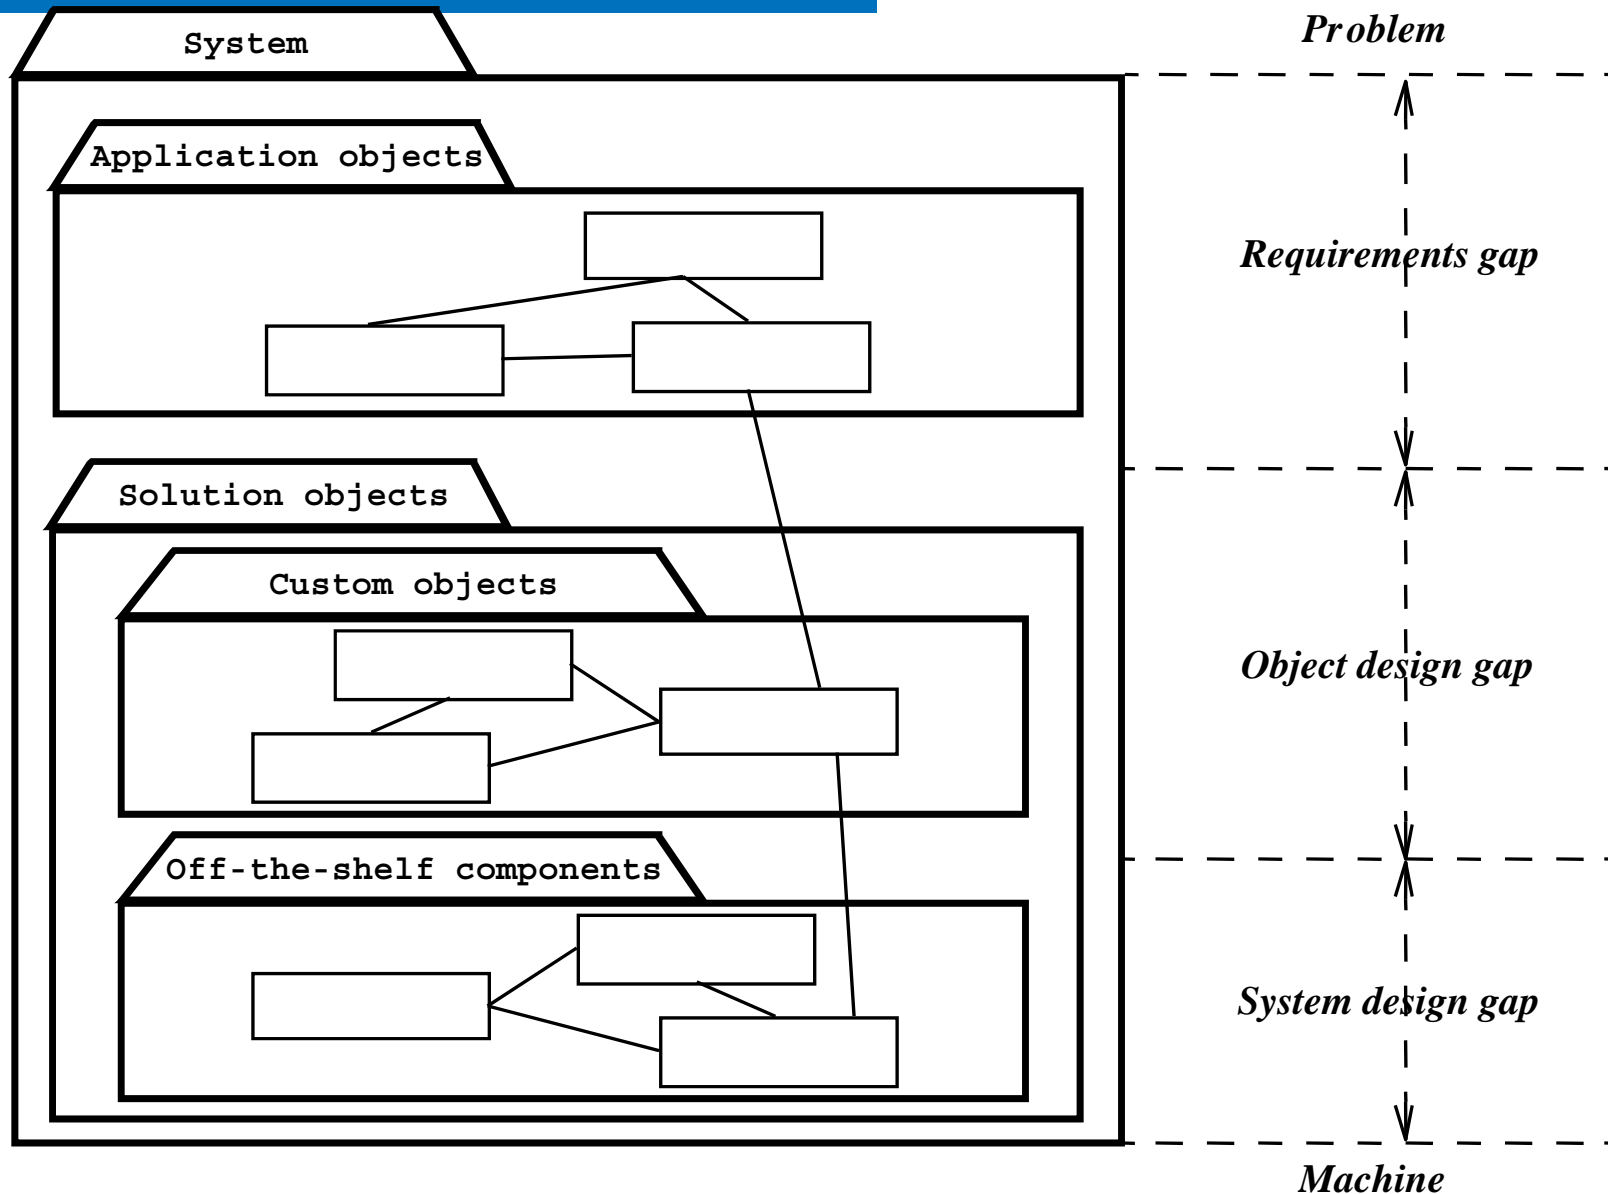 System
Problem
Application objects
Requirements gap
Solution objects
Custom objects
Object design gap
Off-the-shelf components
System design gap
Machine